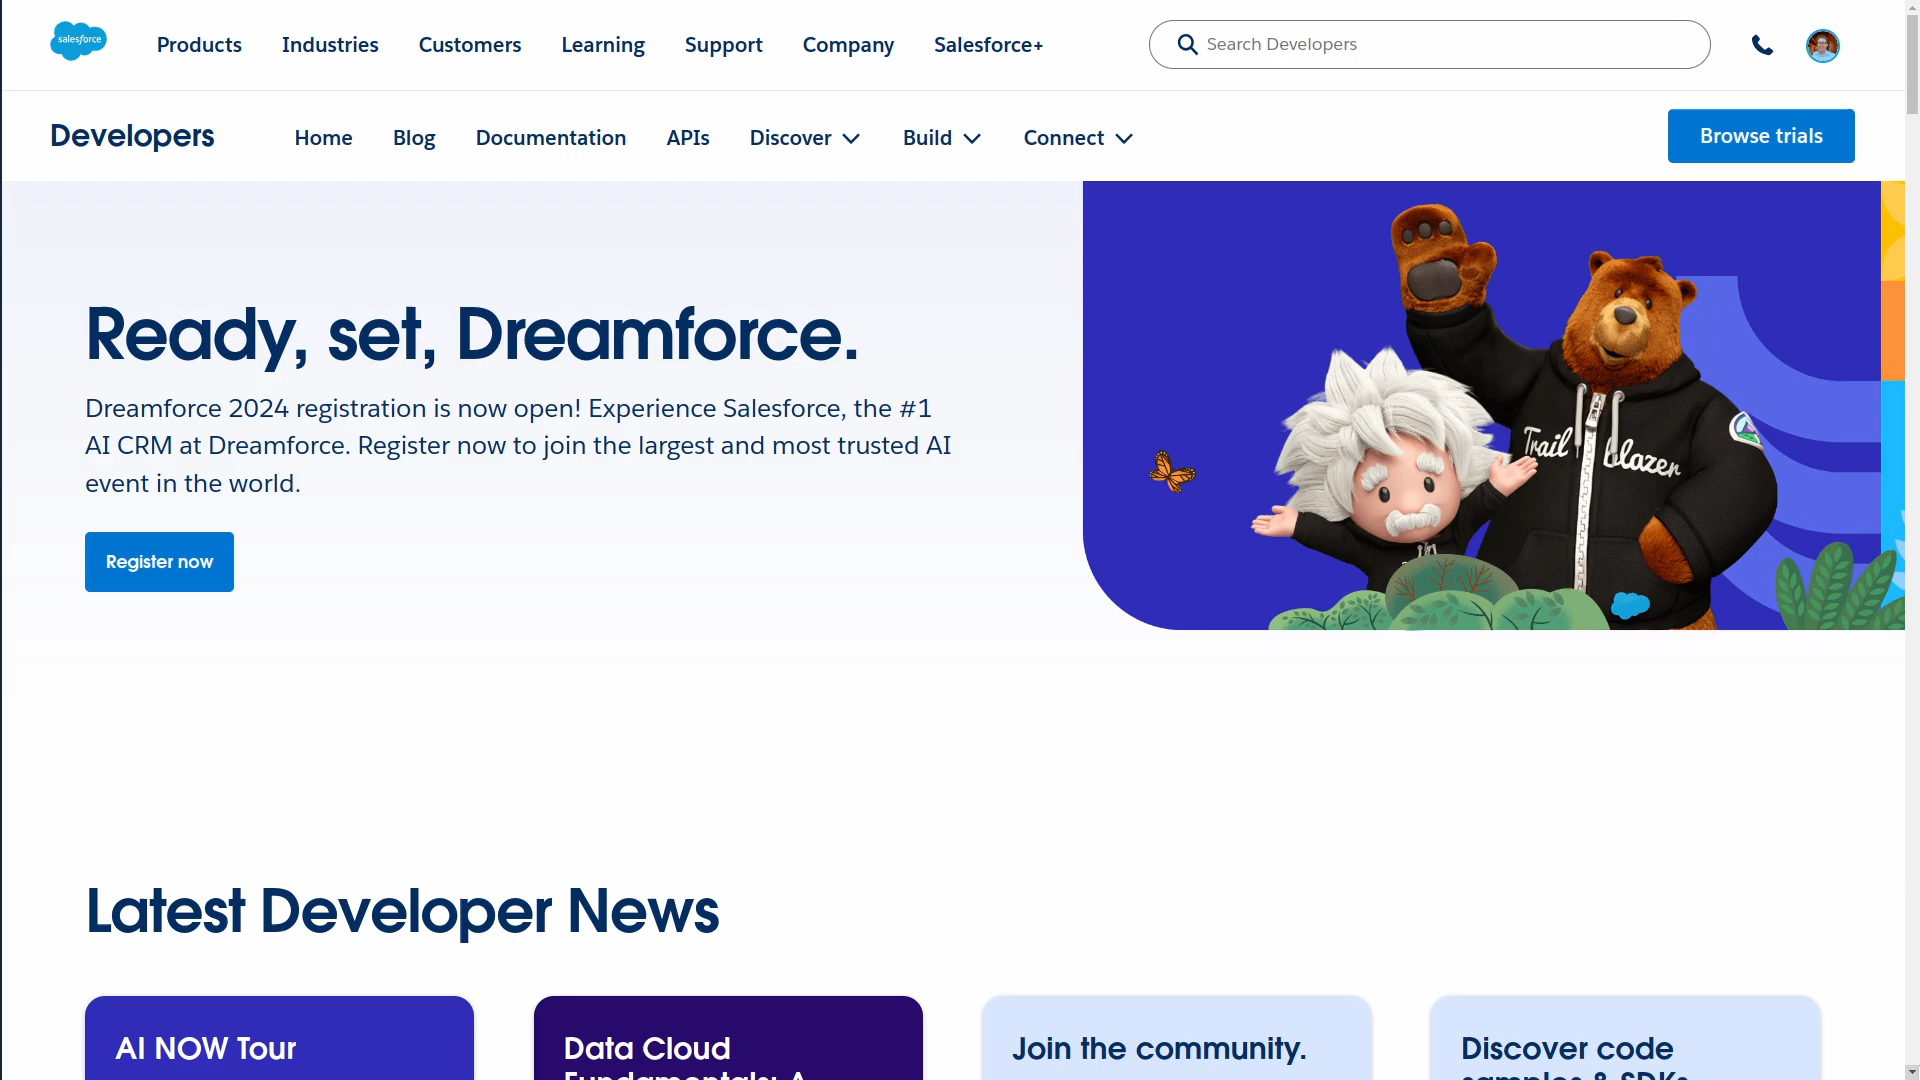 salesforce
Products Industries Customers Learning Support Company Salesforce+
Search Developers
Developers
Home Blog Documentation APIs Discover Build Connect
Browse trials
Ready, set, Dreamforce.
Dreamforce 2024 registration is now open! Experience Salesforce, the #1
AI CRM at Dreamforce. Register now to join the largest and most trusted AI
event in the world.
Register now
Trail blazer
Latest Developer News
AI NOW Tour
Data Cloud
Fundamentals: A
Join the community.
Discover code
samples & SDKs